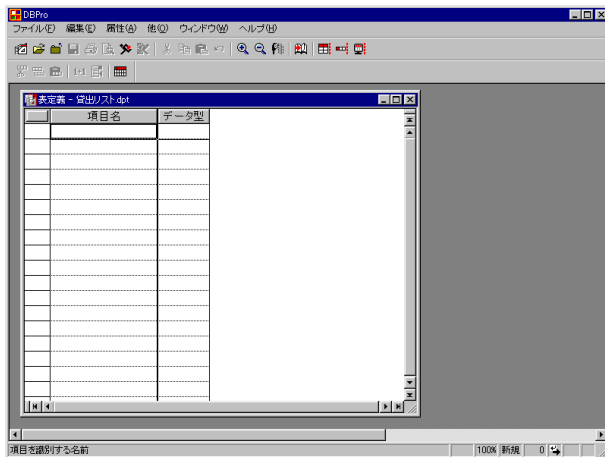 DBPro
ファイル(F) 編集(E) 属性(A) 他(Q) ウィンドウ(W) ヘルプ(H)
表定義 - 貸出リスト.dpt
項目名 データ型
項目を識別する名前 100% 新規 0